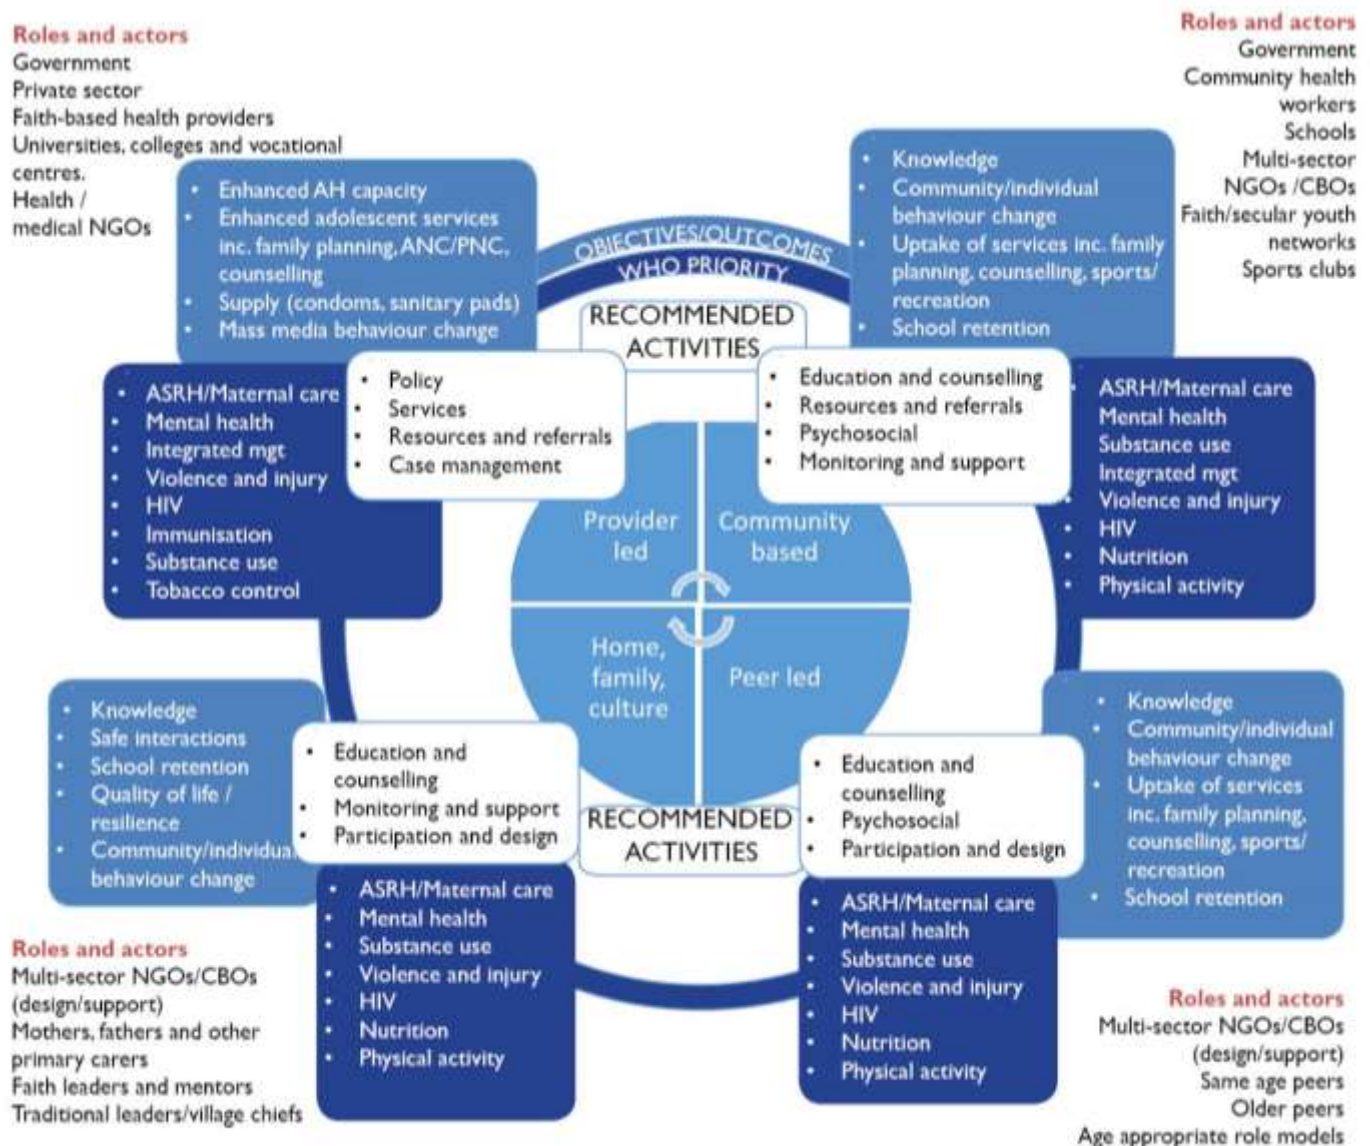 Roles and actors
Government
Private sector
Faith-based health providers
Universities, colleges and vocational
centres.
Health /
medical NGOs
Roles and actors
Government
Community health
workers
Schools
Multi-sector
NGOs /CBOs
Faith/secular youth
networks
Sports clubs
• Enhanced AH capacity
• Enhanced adolescent services
inc. family planning, ANC/PNC,
counselling
• Supply (condoms, sanitary pads)
• Mass media behaviour change
OBJECTIVES/OUTCOMES
WHO PRIORITY
RECOMMENDED
ACTIVITIES
• Knowledge
• Community/individual
behaviour change
• Uptake of services inc. family
planning, counselling, sports/
recreation
• School retention
• ASRH/Maternal care
• Mental health
• Integrated mgt
• Violence and injury
• HIV
• Immunisation
• Substance use
• Tobacco control
• Policy
• Services
• Resources and referrals
• Case management
• Education and counselling
• Resources and referrals
• Psychosocial
• Monitoring and support
• ASRH/Maternal care
Mental health
Substance use
Integrated mgt
• Violence and injury
• HIV
• Nutrition
• Physical activity
Provider
led
Community
based
Home,
family,
culture
Peer led
• Knowledge
• Safe interactions
• School retention
• Quality of life /
resilience
• Community/individual
behaviour change
• Education and
counselling
• Monitoring and support
• Participation and design
RECOMMENDED
ACTIVITIES
• Education and
counselling
• Psychosocial
• Participation and design
• Knowledge
• Community/individual
behaviour change
• Uptake of services
inc. family planning,
counselling, sports/
recreation
• School retention
• ASRH/Maternal care
• Mental health
• Substance use
• Violence and injury
• HIV
• Nutrition
• Physical activity
• ASRH/Maternal care
• Mental health
• Substance use
• Violence and injury
• HIV
• Nutrition
• Physical activity
Roles and actors
Multi-sector NGOs/CBOs
(design/support)
Mothers, fathers and other
primary carers
Faith leaders and mentors
Traditional leaders/village chiefs
Roles and actors
Multi-sector NGOs/CBOs
(design/support)
Same age peers
Older peers
Age appropriate role models